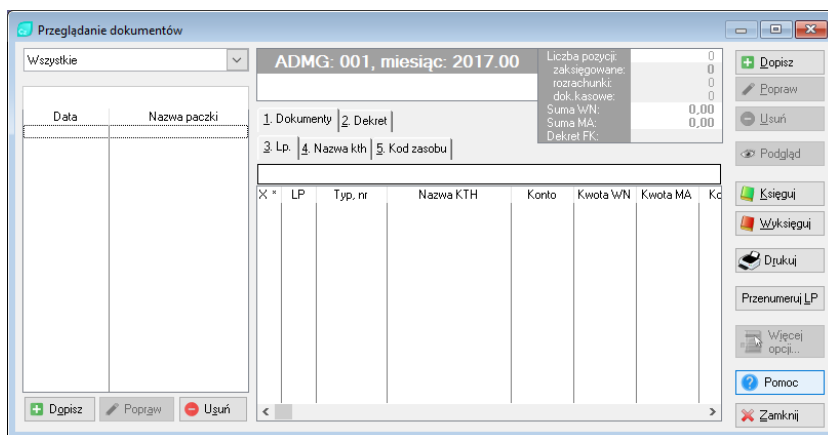 Przeglądanie dokumentów
Wszystkie
Data Nazwa paczki
Dopisz Popraw Usuń
ADMG: 001, miesiąc: 2017.00
Liczba pozycji: 0
zaksięgowane: 0
rozrachunki: 0
dok.kasowe: 0
Suma WN: 0,00
Suma MA: 0,00
Dekret FK:
1. Dokumenty 2. Dekret
3. Lp. 4. Nazwa kth 5. Kod zasobu
X * LP Typ, nr Nazwa KTH Konto Kwota WN Kwota MA Kc
Dopisz
Popraw
Usuń
Podgląd
Księguj
Wyksięguj
Drukuj
Przenumeruj LP
Więcej
opcji...
Pomoc
Zamknij